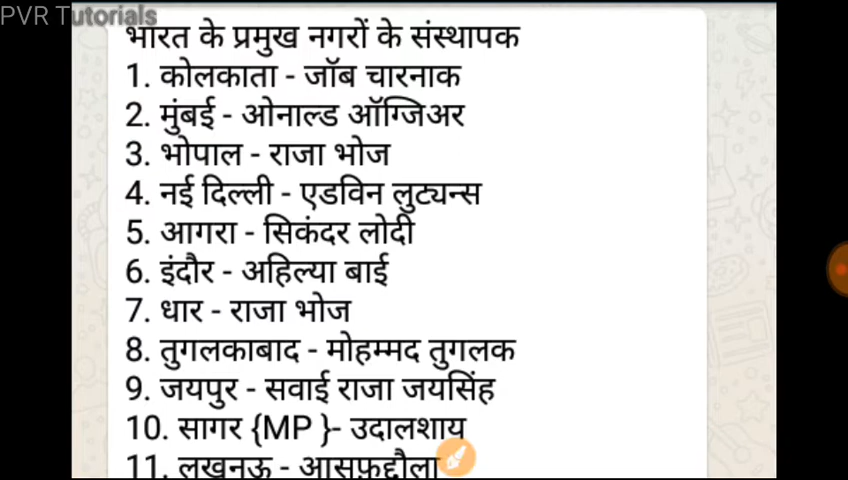 PVR Tutorials
भारत के प्रमुख नगरों के संस्थापक
1. कोलकाता - जॉब चारनाक
2. मुंबई - ओनाल्ड ऑग्जिअर
3. भोपाल - राजा भोज
4. नई दिल्ली - एडविन लुट्यन्स
5. आगरा - सिकंदर लोदी
6. इंदौर - अहिल्या बाई
7. धार - राजा भोज
8. तुगलकाबाद - मोहम्मद तुगलक
9. जयपुर - सवाई राजा जयसिंह
10. सागर {MP }- उदालशाय
11. लखनऊ - आसफ़द्दौला